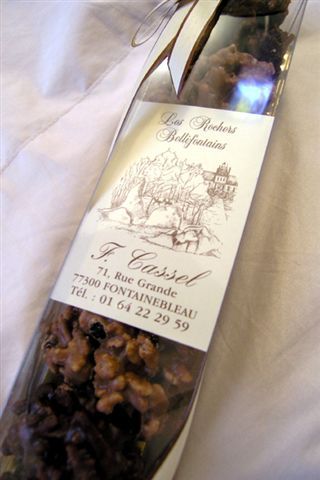 Les Rochers
Bellifontains
F. Cassel
71, Rue Grande
77300 FONTAINEBLEAU
Tél. : 01 64 22 29 59